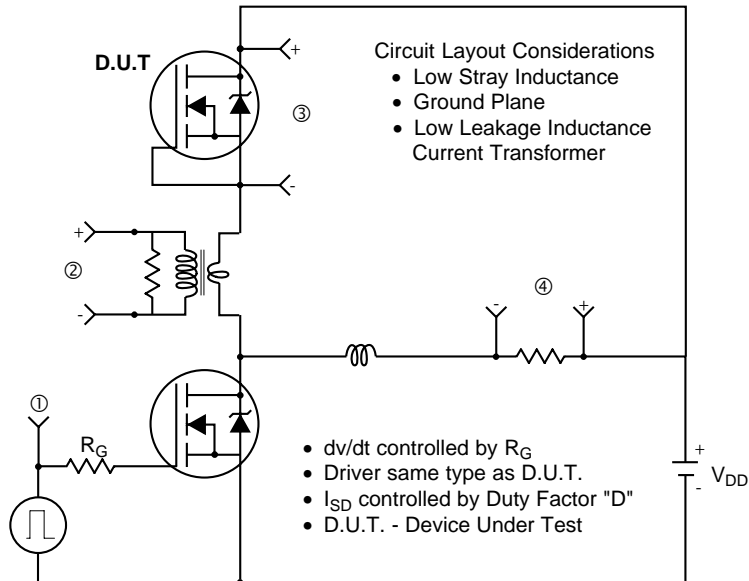 D.U.T
+
Circuit Layout Considerations
• Low Stray Inductance
③
• Ground Plane
• Low Leakage Inductance
Current Transformer
-
+
②
-
-
④
+
①
R_G
• dv/dt controlled by R_G
• Driver same type as D.U.T.
• I_SD controlled by Duty Factor "D"
• D.U.T. - Device Under Test
+
V_DD
-